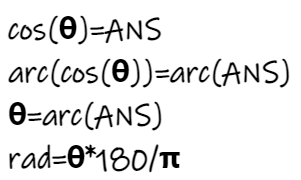 cos(θ)=ANS
arc(cos(θ))=arc(ANS)
θ=arc(ANS)
rad=θ*180/π